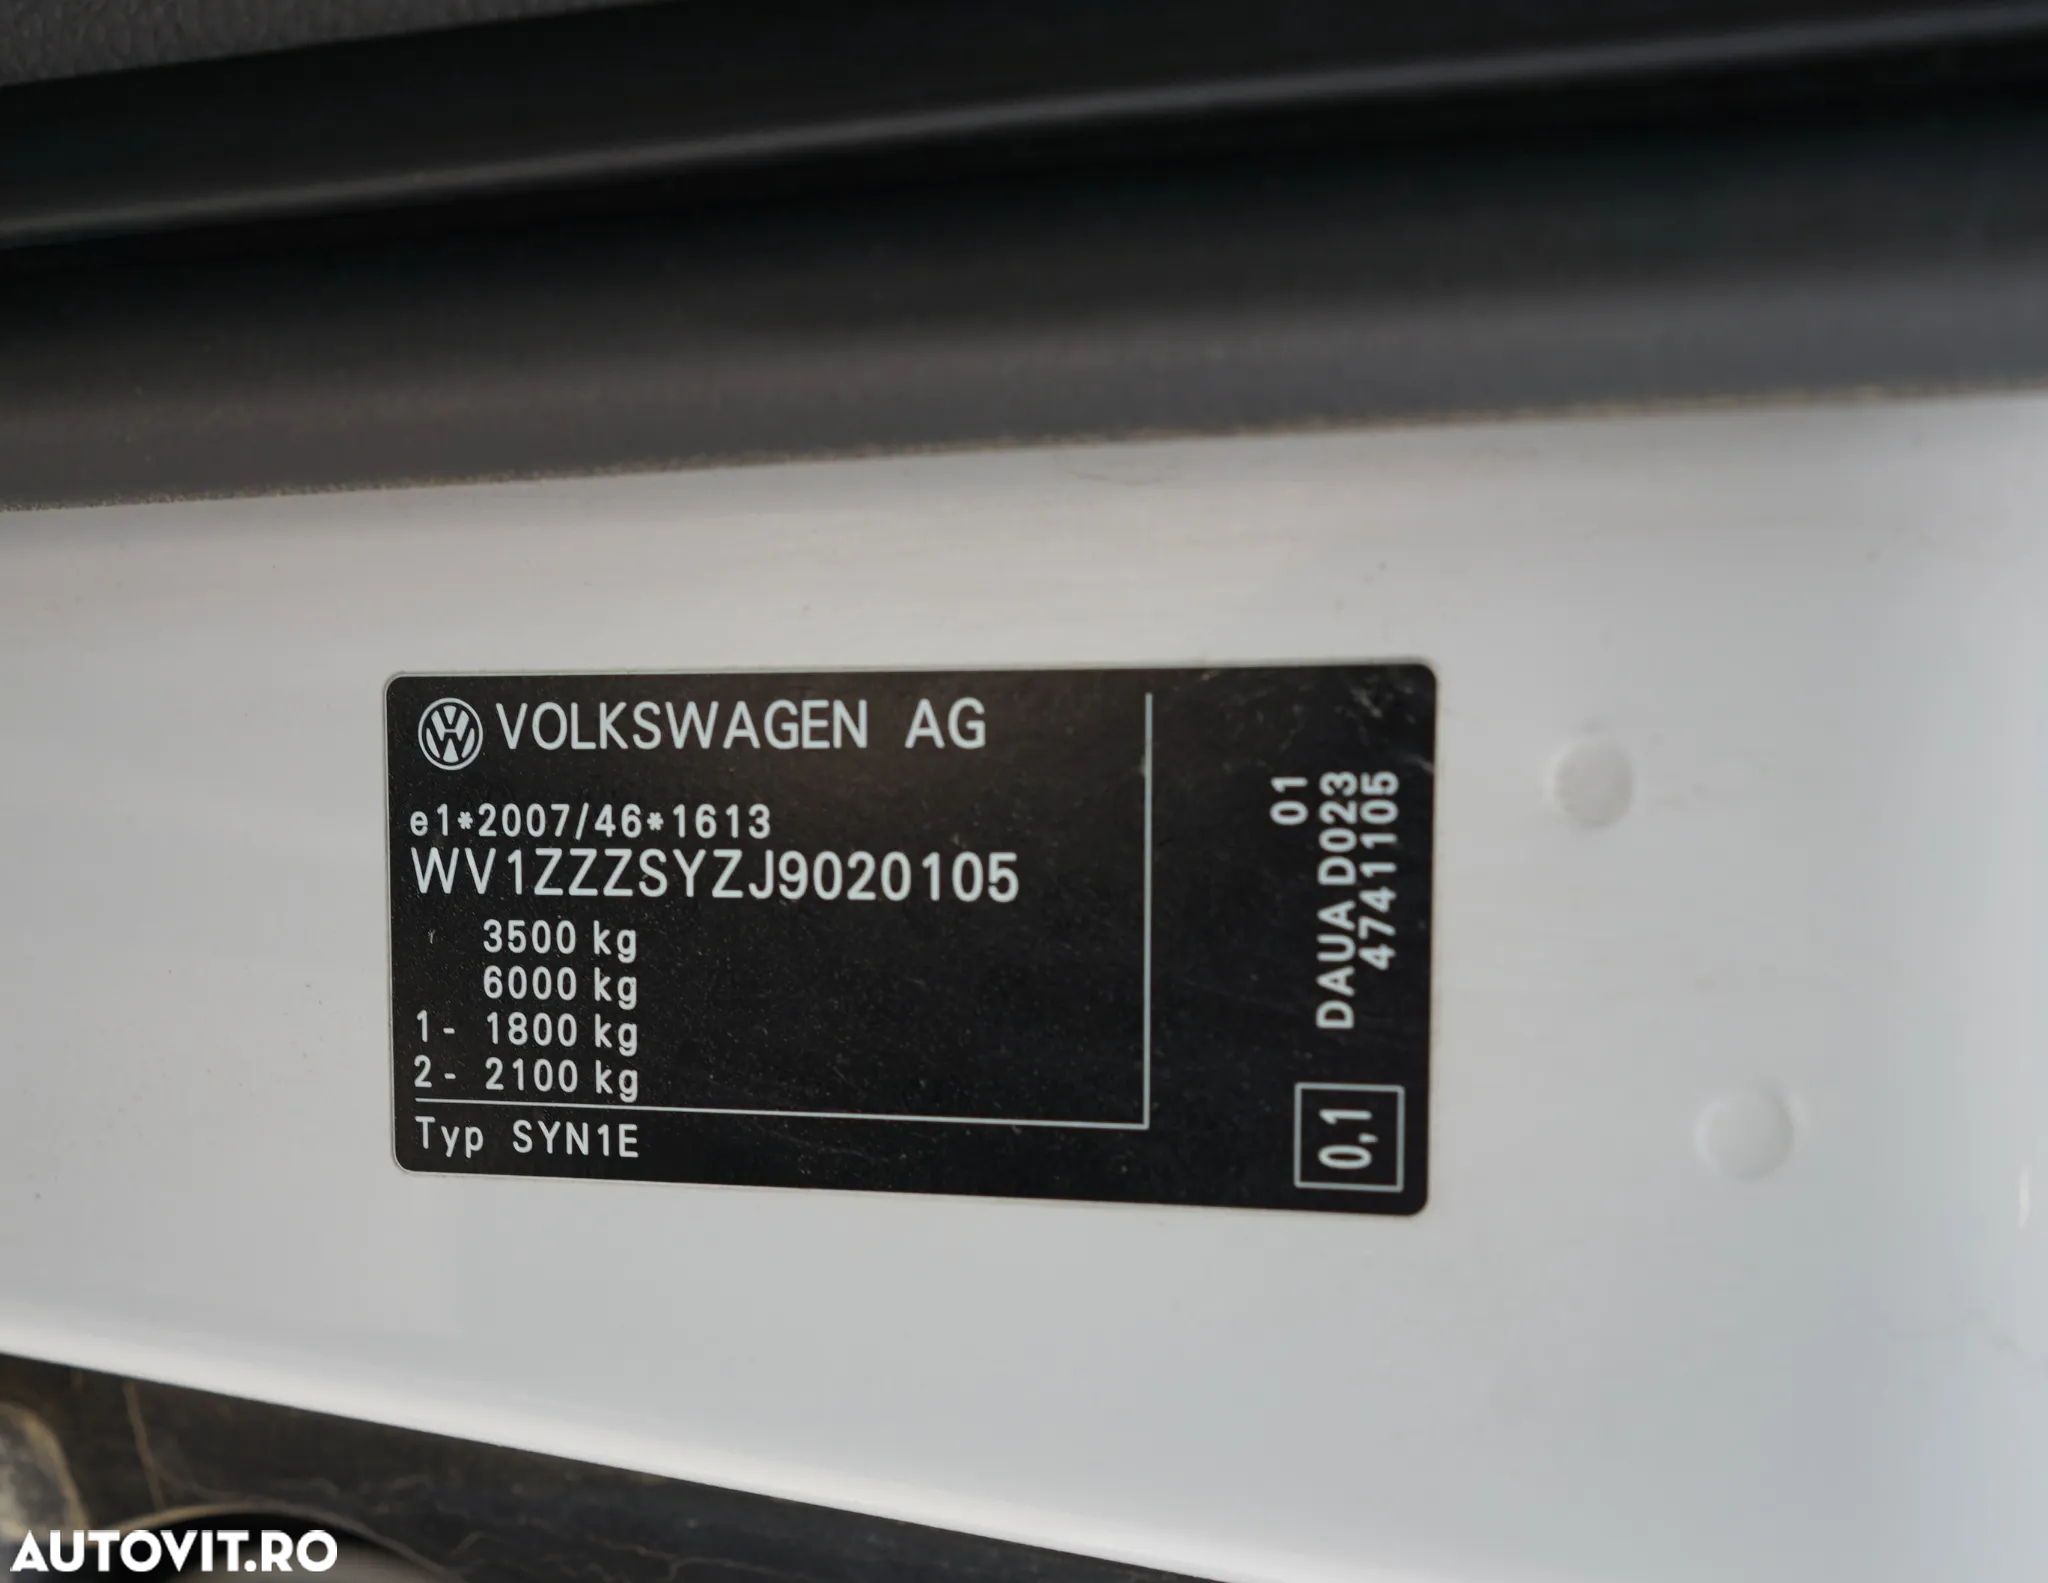 VOLKSWAGEN AG
e1*2007/46*1613
WV1ZZZSYZJ9020105
3500 kg
6000 kg
1- 1800 kg
2- 2100 kg
Typ SYN1E
01
DAUA D023
4741105
0,1
AUTOVIT.RO